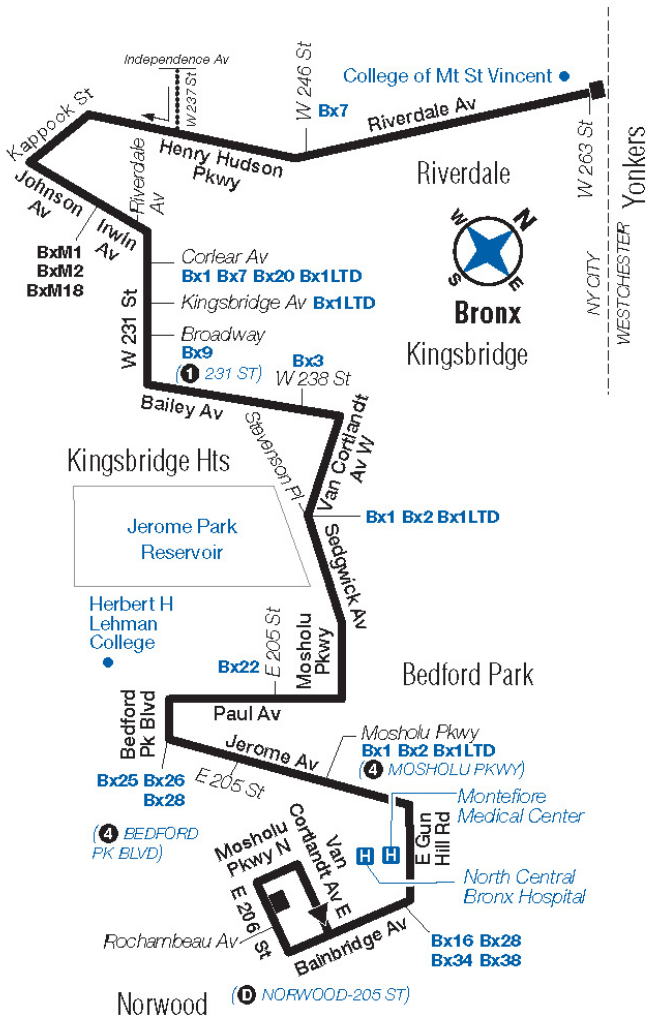 Independence Av
W 237 St
W 246 St
Bx7
College of Mt St Vincent
Riverdale Av
W 263 St
Yonkers
Kappock St
Henry Hudson
Pkwy
Riverdale
Johnson
Av
Irwin
Av
Riverdale
Av
BxM1
BxM2
BxM18
N
W
S
E
Bronx
NY CITY
WESTCHESTER
Corlear Av
Bx1 Bx7 Bx20 Bx1LTD
Kingsbridge Av Bx1LTD
W 231 St
Broadway
Bx9
(1 231 ST)
Kingsbridge
Bx3
W 238 St
Bailey Av
Van Cortlandt
Av W
Stevenson Pl
Kingsbridge Hts
Bx1 Bx2 Bx1LTD
Jerome Park
Reservoir
Sedgwick Av
Herbert H
Lehman
College
Mosholu
Pkwy
E 205 St
Bx22
Bedford Park
Paul Av
Bedford
Pk Blvd
Jerome Av
Mosholu Pkwy
Bx1 Bx2 Bx1LTD
(4 MOSHOLU PKWY)
E 205 St
Bx25 Bx26
Bx28
(4 BEDFORD
PK BLVD)
Montefiore
Medical Center
E Gun
Hill Rd
H
H
North Central
Bronx Hospital
Mosholu
Pkwy N
Van
Cortlandt Av E
E 206 St
Rochambeau Av
Bainbridge Av
Bx16 Bx28
Bx34 Bx38
Norwood
(D NORWOOD-205 ST)